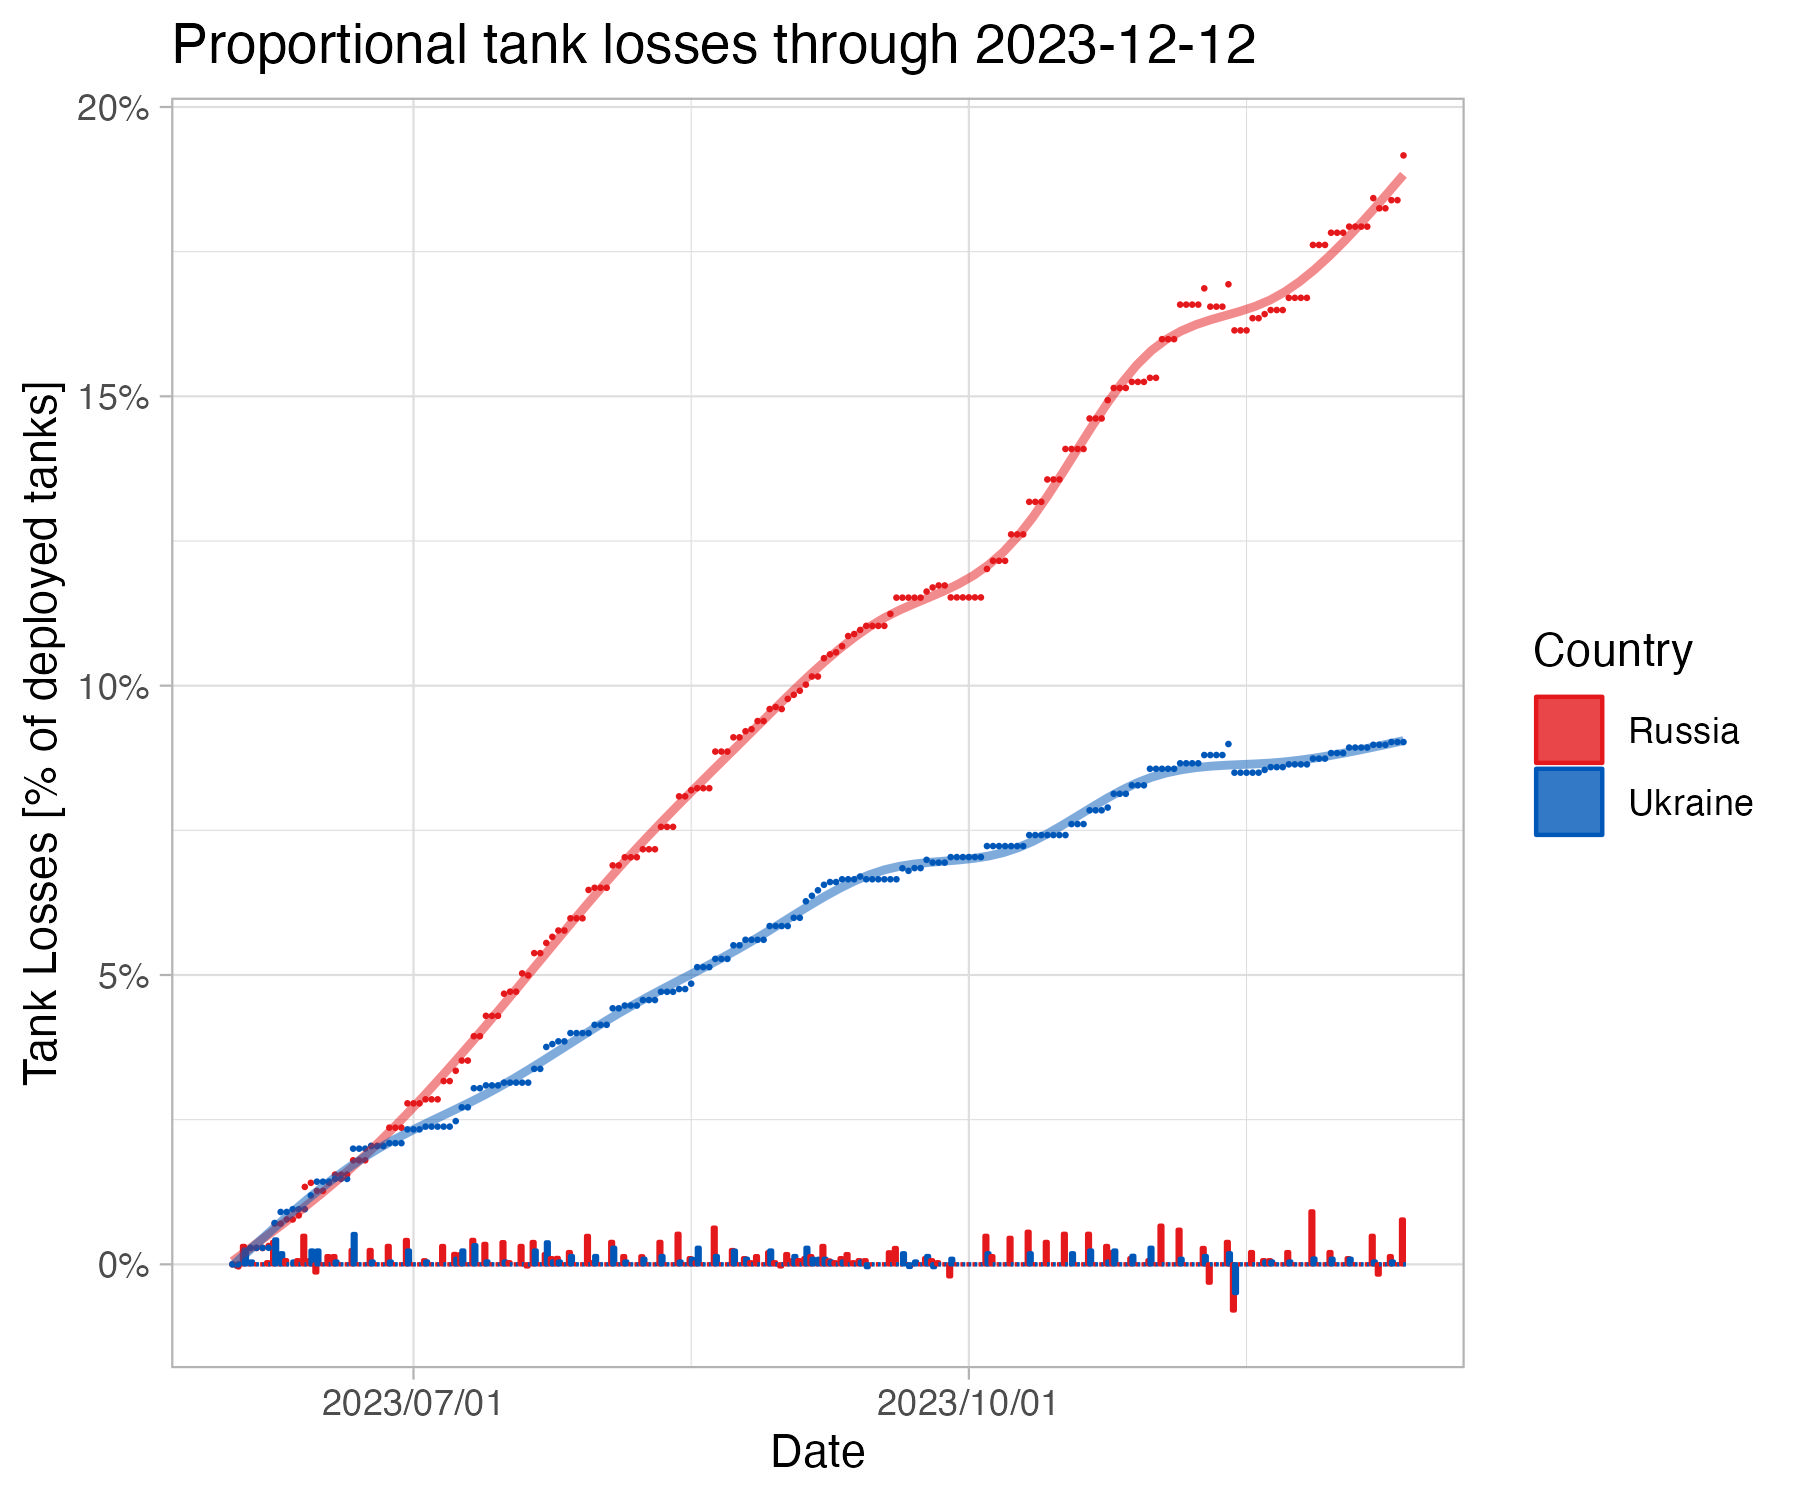 Proportional tank losses through 2023-12-12
Tank Losses [% of deployed tanks]
20%
15%
10%
5%
0%
2023/07/01
2023/10/01
Date
Country
Russia
Ukraine